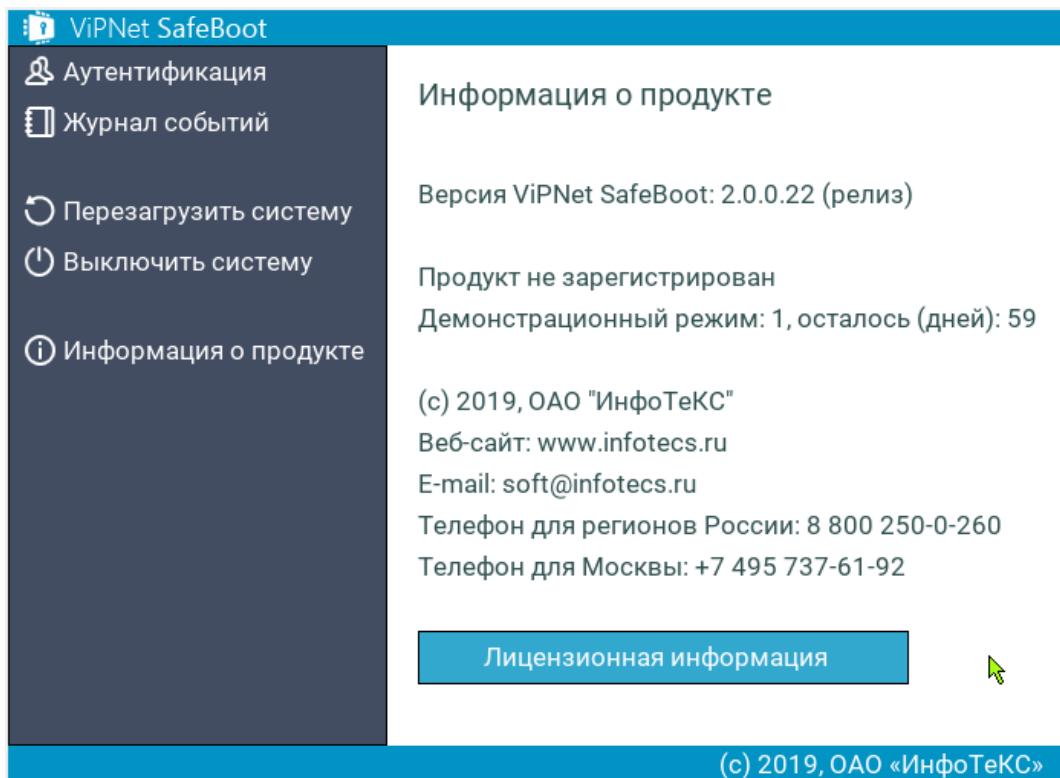 ViPNet SafeBoot
Аутентификация
Журнал событий
Перезагрузить систему
Выключить систему
Информация о продукте
Информация о продукте
Версия ViPNet SafeBoot: 2.0.0.22 (релиз)
Продукт не зарегистрирован
Демонстрационный режим: 1, осталось (дней): 59
(c) 2019, ОАО "ИнфоТеКС"
Веб-сайт: www.infotecs.ru
E-mail: soft@infotecs.ru
Телефон для регионов России: 8 800 250-0-260
Телефон для Москвы: +7 495 737-61-92
Лицензионная информация
(c) 2019, ОАО «ИнфоТеКС»